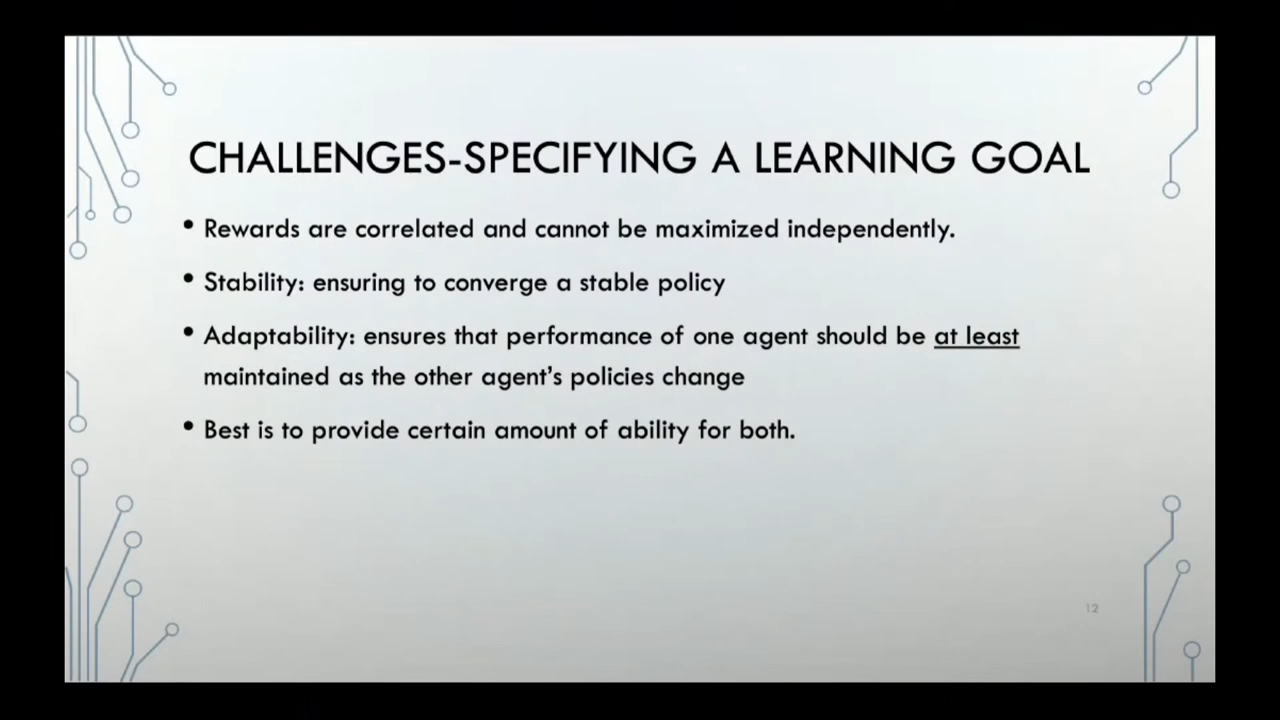 CHALLENGES-SPECIFYING A LEARNING GOAL
• Rewards are correlated and cannot be maximized independently.
• Stability: ensuring to converge a stable policy
• Adaptability: ensures that performance of one agent should be at least
maintained as the other agent's policies change
• Best is to provide certain amount of ability for both.
12